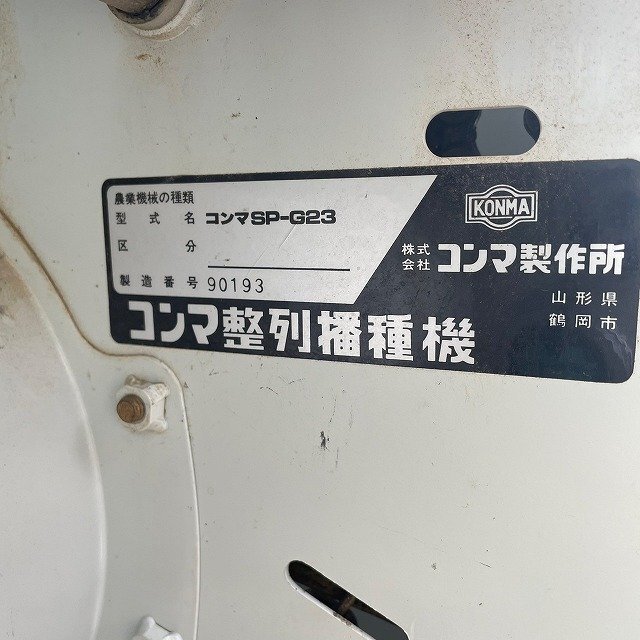 農業機械の種類
型式名 コンマSP-G23
区分
製造番号 90193
コンマ整列播種機
KONMA
株式会社 コンマ製作所
山形県
鶴岡市